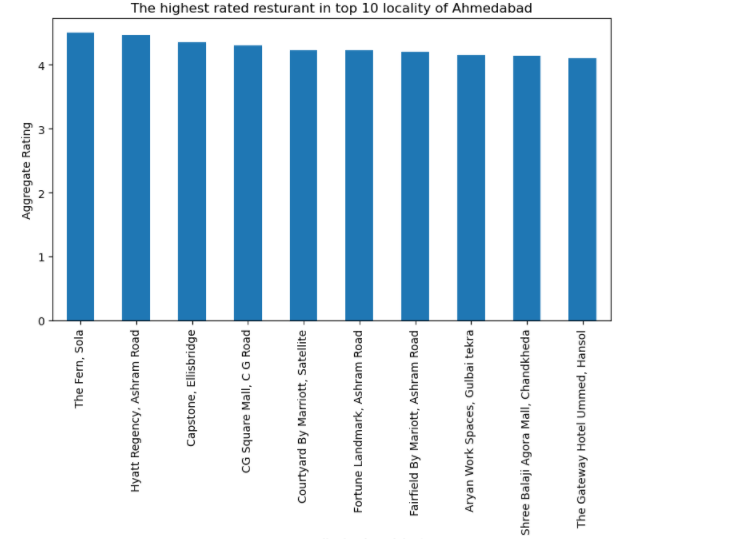 The highest rated resturant in top 10 locality of Ahmedabad
Aggregate Rating
4
3
2
1
0
The Fern, Sola
Hyatt Regency, Ashram Road
Capstone, Ellisbridge
CG Square Mall, C G Road
Courtyard By Marriott, Satellite
Fortune Landmark, Ashram Road
Fairfield By Mariott, Ashram Road
Aryan Work Spaces, Gulbai tekra
Shree Balaji Agora Mall, Chandkheda
The Gateway Hotel Ummed, Hansol